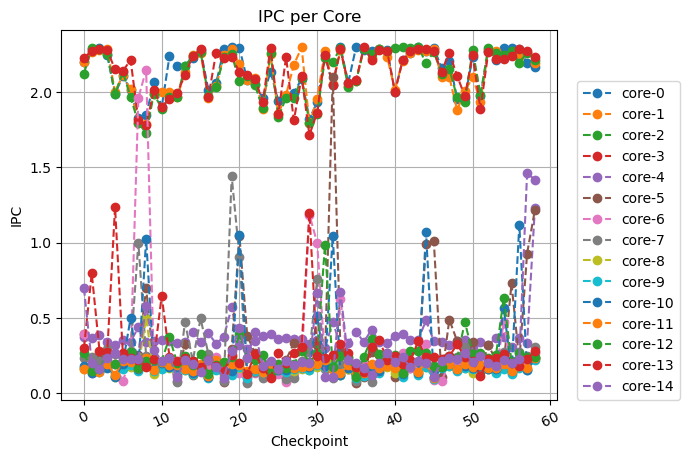 IPC per Core
IPC
2.0
1.5
1.0
0.5
0.0
0
10
20
30
40
50
60
Checkpoint
core-0
core-1
core-2
core-3
core-4
core-5
core-6
core-7
core-8
core-9
core-10
core-11
core-12
core-13
core-14